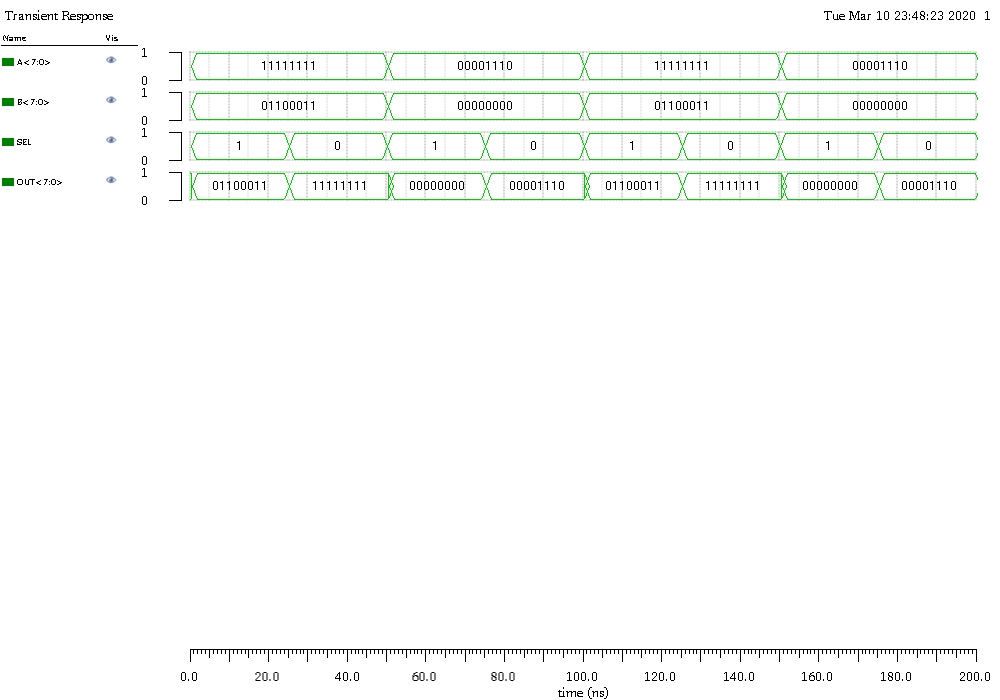 Transient Response
Tue Mar 10 23:48:23 2020 1
Name Vis
A<7:0> 1 0 11111111 00001110 11111111 00001110
B<7:0> 1 0 01100011 00000000 01100011 00000000
SEL 1 0 1 0 1 0 1 0 1 0
OUT<7:0> 1 0 01100011 11111111 00000000 00001110 01100011 11111111 00000000 00001110
0.0 20.0 40.0 60.0 80.0 100.0 120.0 140.0 160.0 180.0 200.0
time (ns)